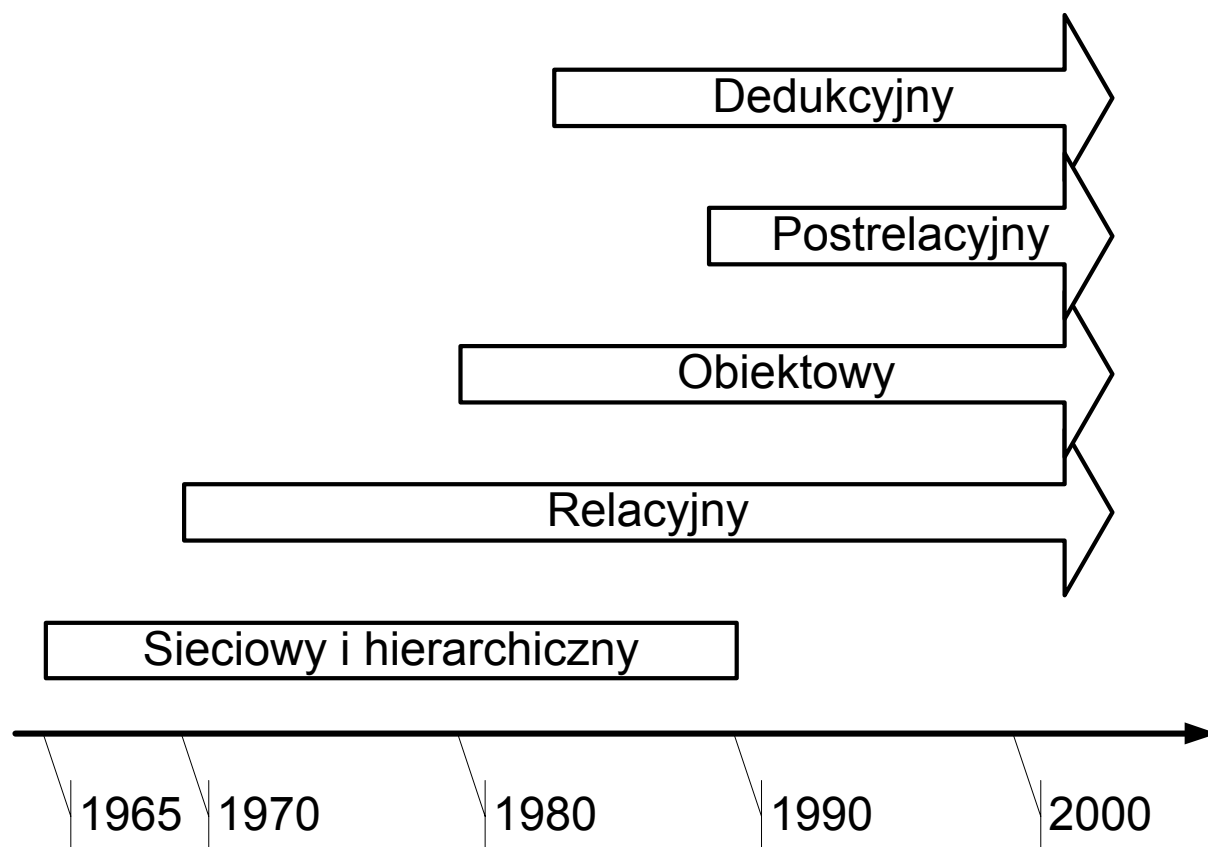 Dedukcyjny
Postrelacyjny
Obiektowy
Relacyjny
Sieciowy i hierarchiczny
1965 1970 1980 1990 2000